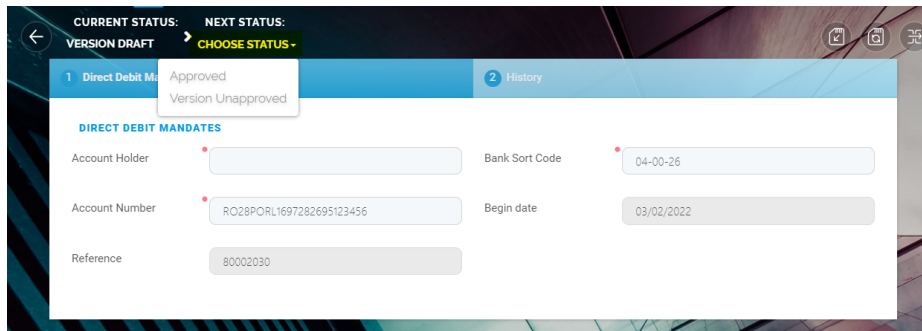 CURRENT STATUS: NEXT STATUS:
VERSION DRAFT CHOOSE STATUS
Approved
Version Unapproved
1 Direct Debit Ma
2 History
DIRECT DEBIT MANDATES
Account Holder
Bank Sort Code 04-00-26
Account Number RO28PORL1697282695123456
Begin date 03/02/2022
Reference 80002030